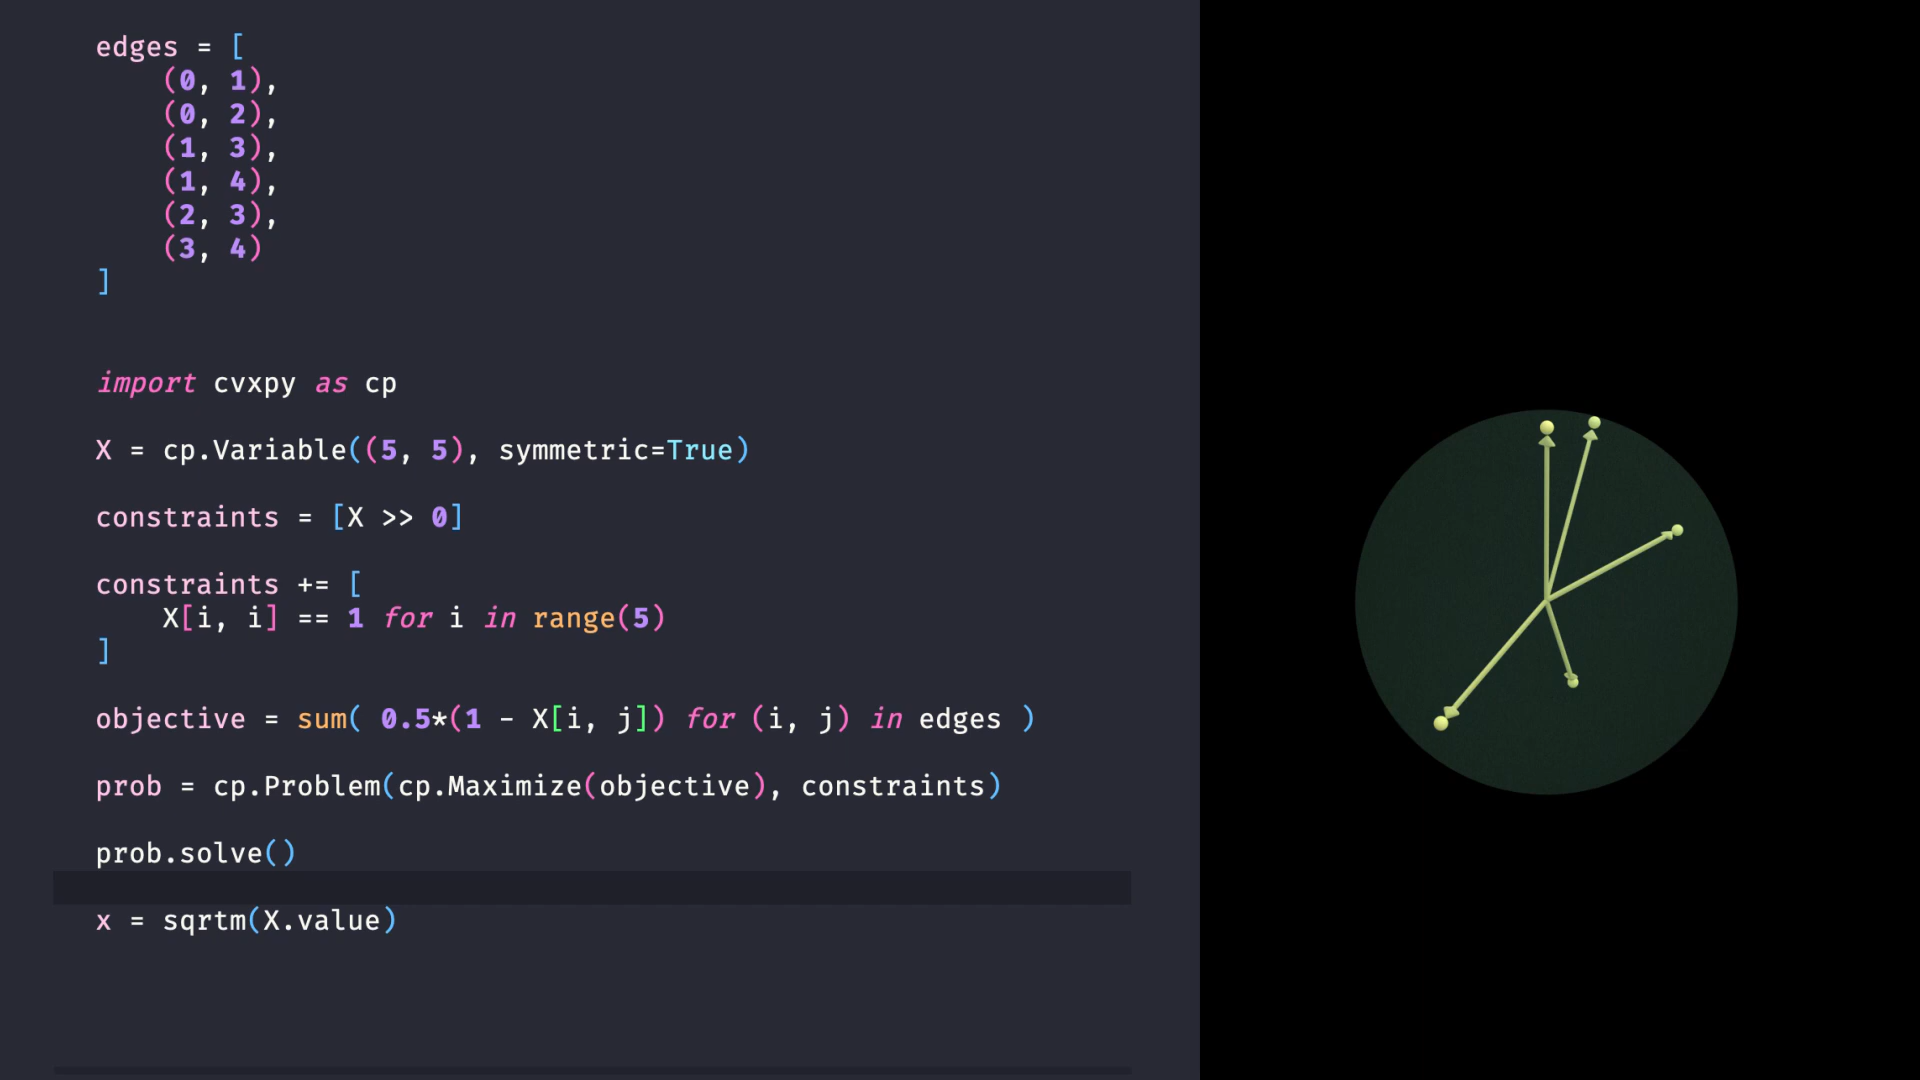 edges = [
    (0, 1),
    (0, 2),
    (1, 3),
    (1, 4),
    (2, 3),
    (3, 4)
]
import cvxpy as cp
X = cp.Variable((5, 5), symmetric=True)
constraints = [X >> 0]
constraints += [
    X[i, i] == 1 for i in range(5)
]
objective = sum( 0.5*(1 - X[i, j]) for (i, j) in edges )
prob = cp.Problem(cp.Maximize(objective), constraints)
prob.solve()
x = sqrtm(X.value)